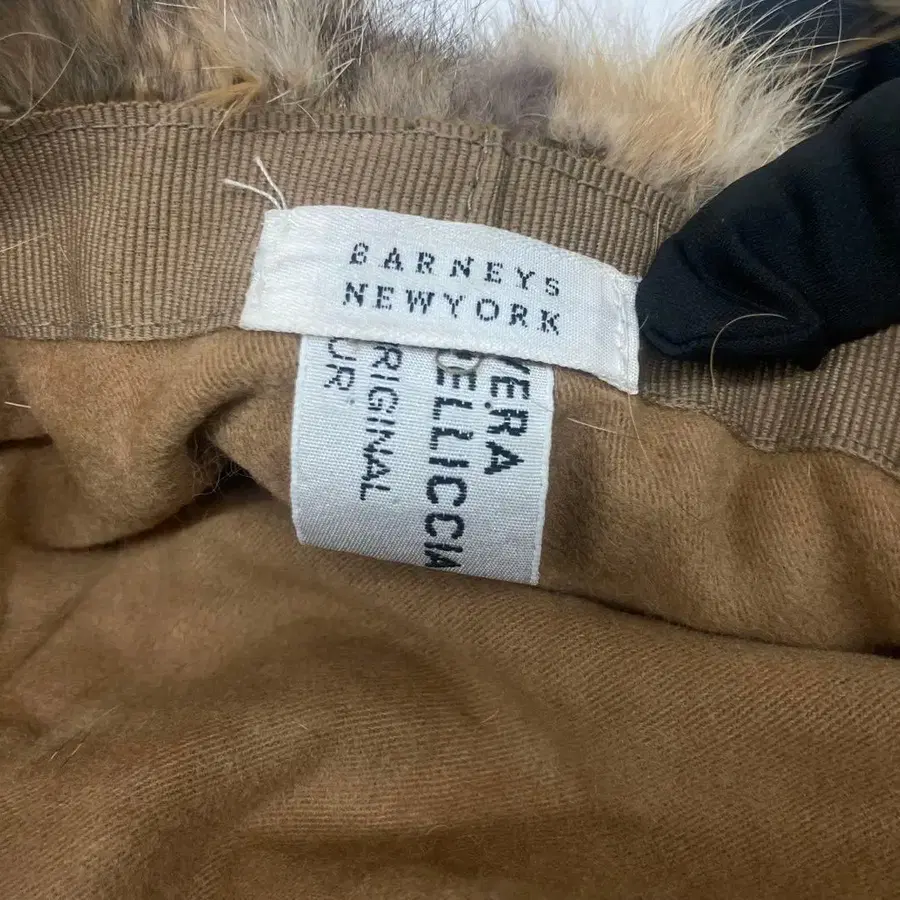 BARNEYS
NEWYORK
VERA
PELLICCIA
ORIGINAL
FUR